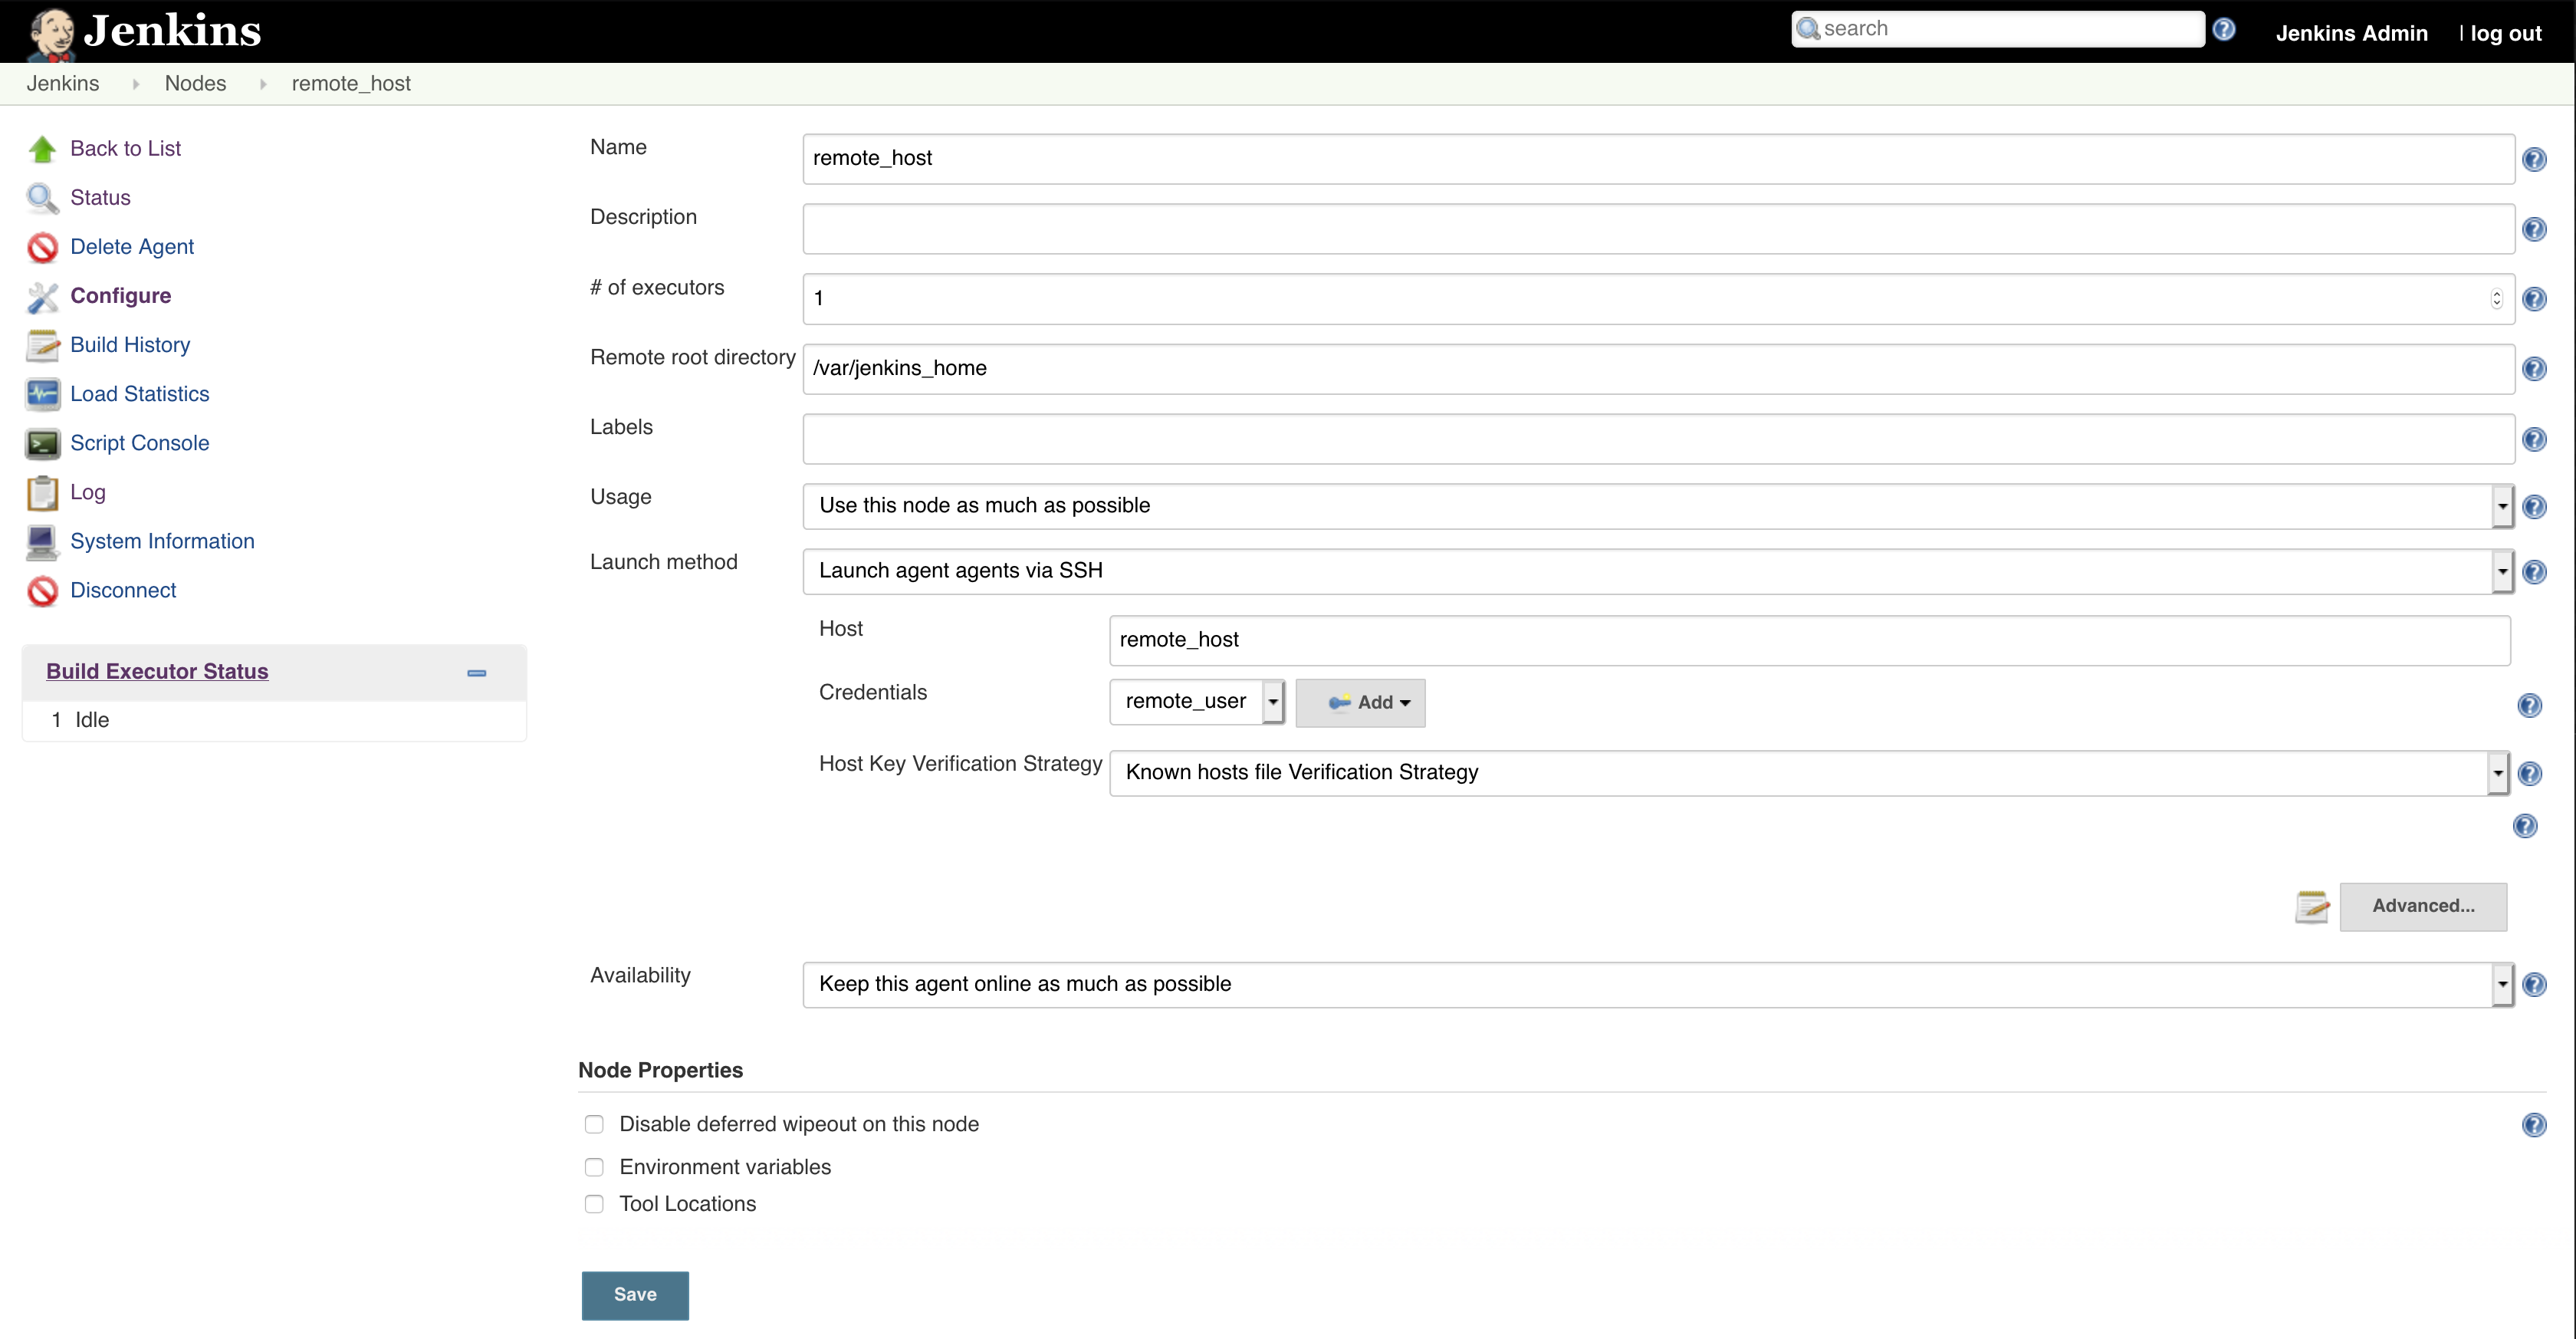 Jenkins
search
Jenkins Admin | log out
Jenkins Nodes remote_host
Back to List
Status
Delete Agent
Configure
Build History
Load Statistics
Script Console
Log
System Information
Disconnect
Build Executor Status
1 Idle
Name remote_host
Description
# of executors 1
Remote root directory /var/jenkins_home
Labels
Usage Use this node as much as possible
Launch method Launch agent agents via SSH
Host remote_host
Credentials remote_user Add
Host Key Verification Strategy Known hosts file Verification Strategy
Advanced...
Availability Keep this agent online as much as possible
Node Properties
Disable deferred wipeout on this node
Environment variables
Tool Locations
Save